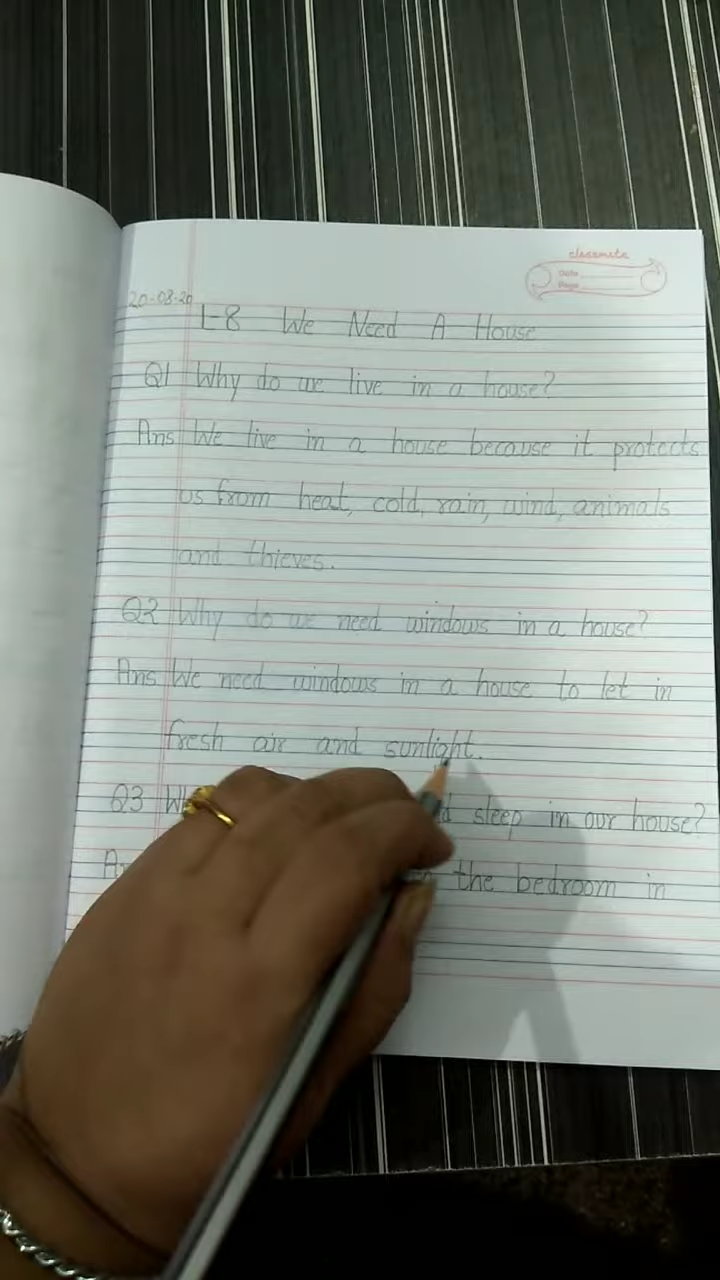 classmate
Date
Page
20-08-20
L-8 We Need A House
Q1 Why do we live in a house?
Ans We live in a house because it protects
us from heat, cold, rain, wind, animals
and thieves.
Q2 Why do we need windows in a house?
Ans We need windows in a house to let in
fresh air and sunlight.
Q3 sleep in our house?
the bedroom in